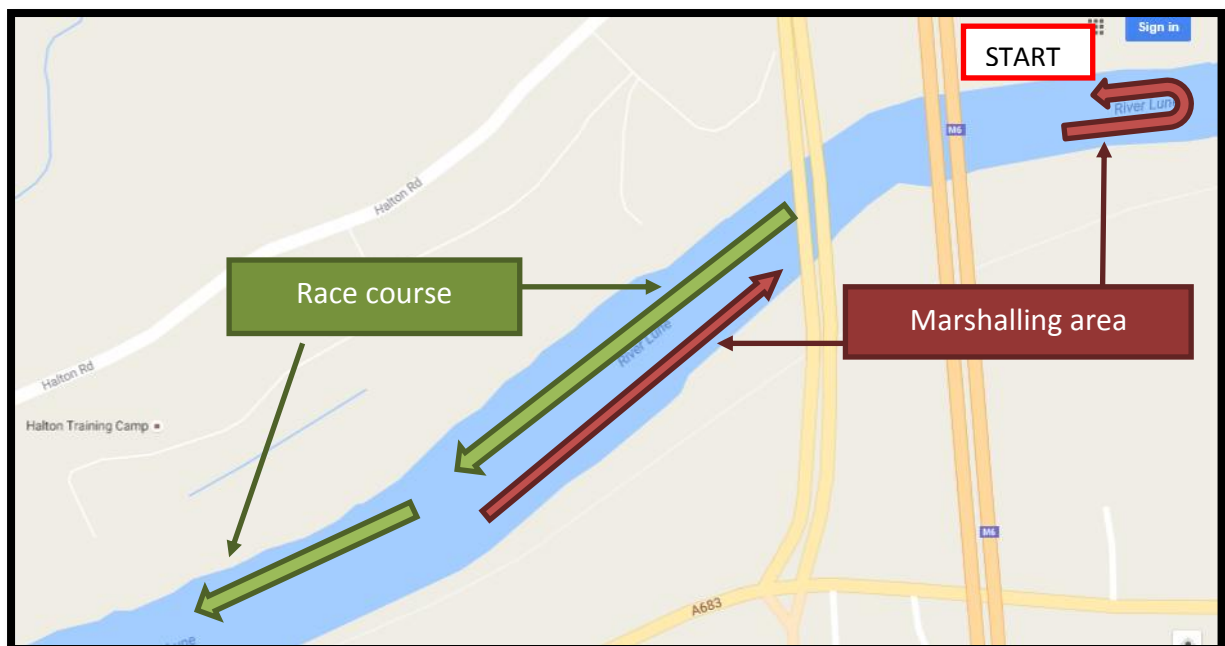 Sign in
START
River Lune
M6
Halton Rd
Race course
Marshalling area
River Lune
Halton Rd
Halton Training Camp
M6
A683
Lune